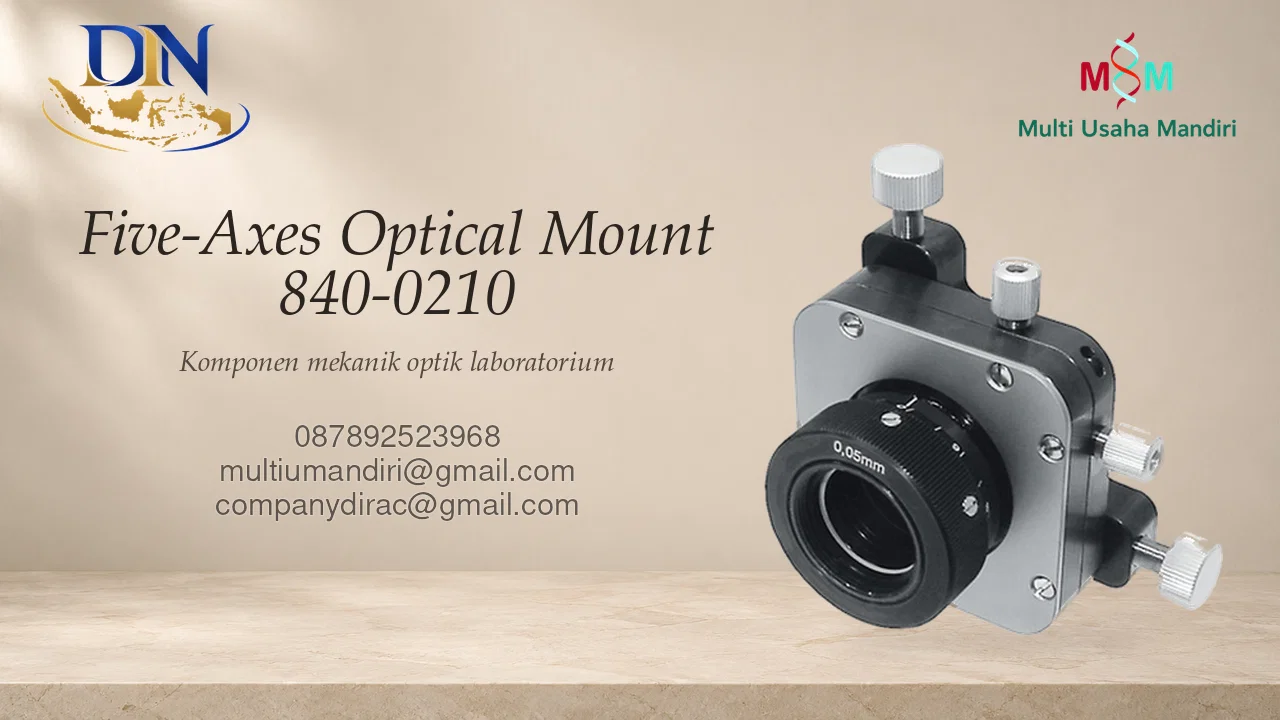 DIN
MSM
Multi Usaha Mandiri
Five-Axes Optical Mount
840-0210
Komponen mekanik optik laboratorium
087892523968
multiumandiri@gmail.com
companydirac@gmail.com
0,05mm